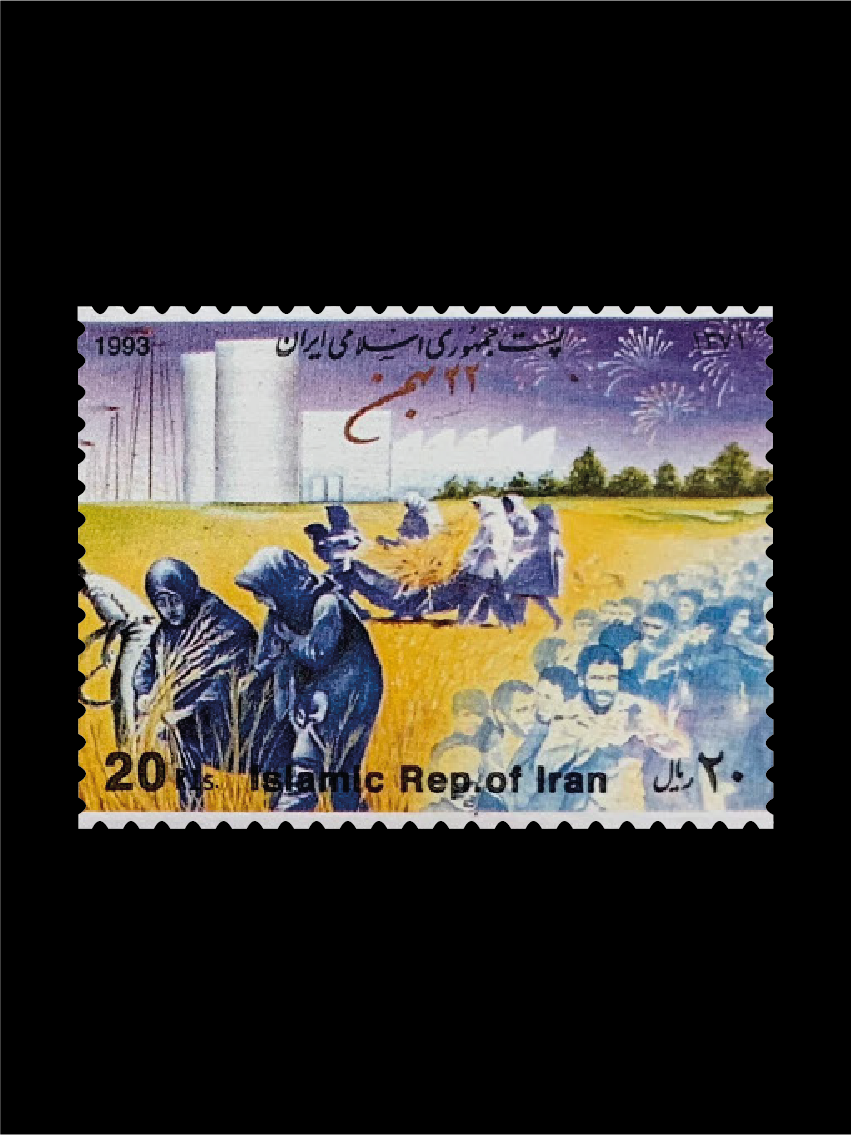 1993 پست جمهوری اسلامی ایران ۱۳۷۱
۲۲ بهمن
20 Rls. Islamic Rep.of Iran ۲۰ ریال